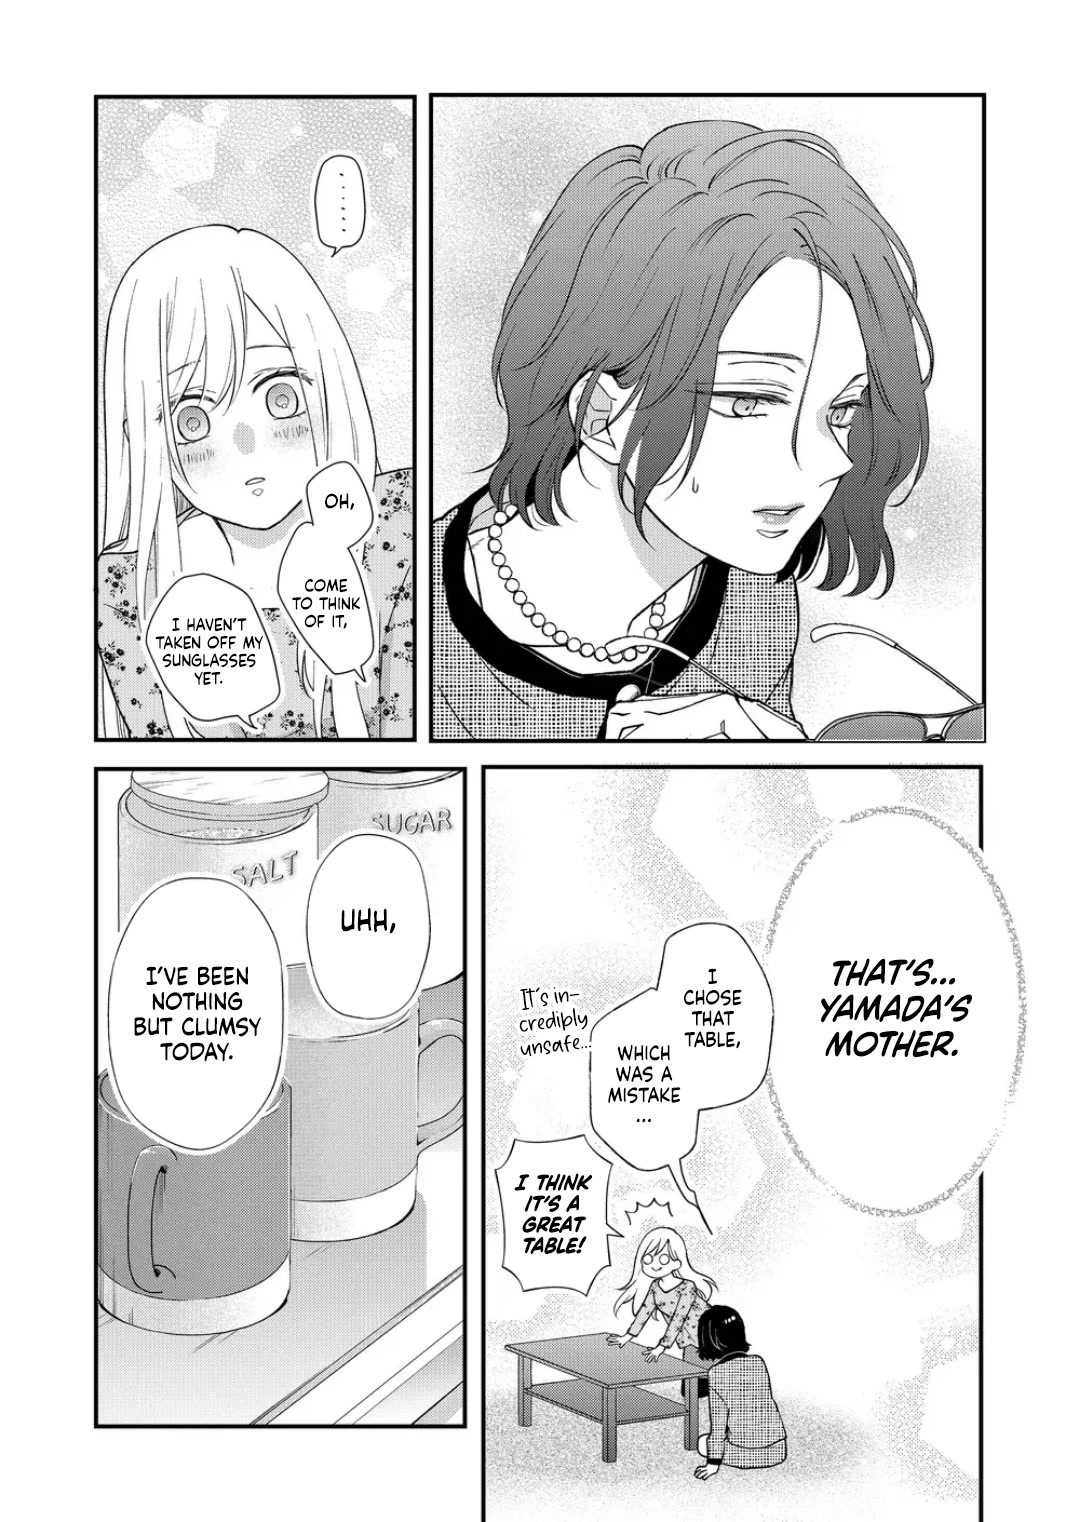 .........
OH,
COME
TO THINK
OF IT,
I HAVEN'T
TAKEN OFF MY
SUNGLASSES
YET.
THAT'S...
YAMADA'S
MOTHER.
I
CHOSE
THAT
TABLE,
WHICH
WAS A
MISTAKE
...
It's in-
credibly
unsafe...
I THINK
IT'S A
GREAT
TABLE!
SUGAR
SALT
UHH,
I'VE BEEN
NOTHING
BUT CLUMSY
TODAY.